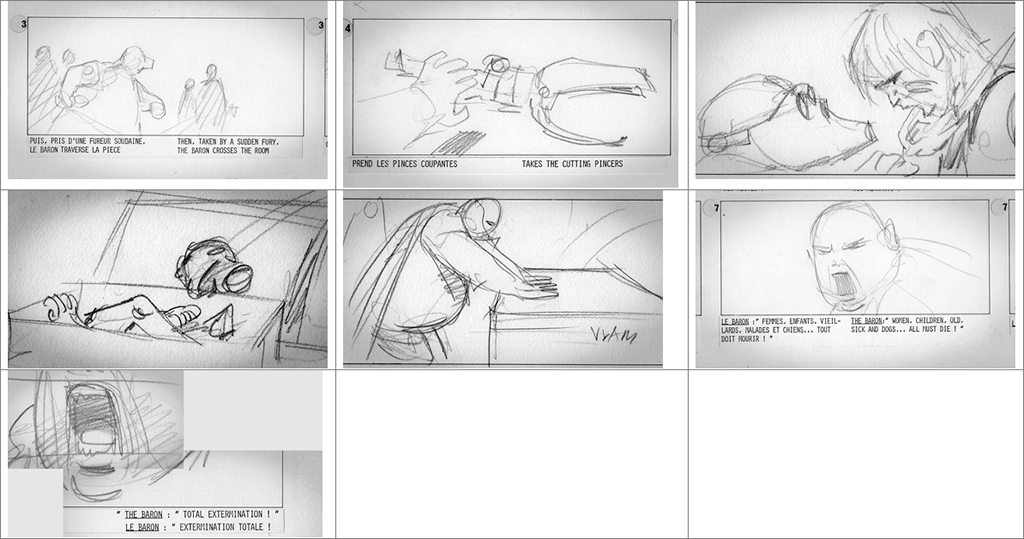 3
3
PUIS, PRIS D'UNE FUREUR SOUDAINE,
LE BARON TRAVERSE LA PIECE
THEN, TAKEN BY A SUDDEN FURY,
THE BARON CROSSES THE ROOM
4
PREND LES PINCES COUPANTES
TAKES THE CUTTING PINCERS
VLAM
7
7
LE BARON :" FEMMES, ENFANTS, VIEIL-
LARDS, MALADES ET CHIENS... TOUT
DOIT MOURIR ! "
THE BARON:" WOMEN, CHILDREN, OLD,
SICK AND DOGS... ALL MUST DIE ! "
" THE BARON : " TOTAL EXTERMINATION ! "
LE BARON : " EXTERMINATION TOTALE !